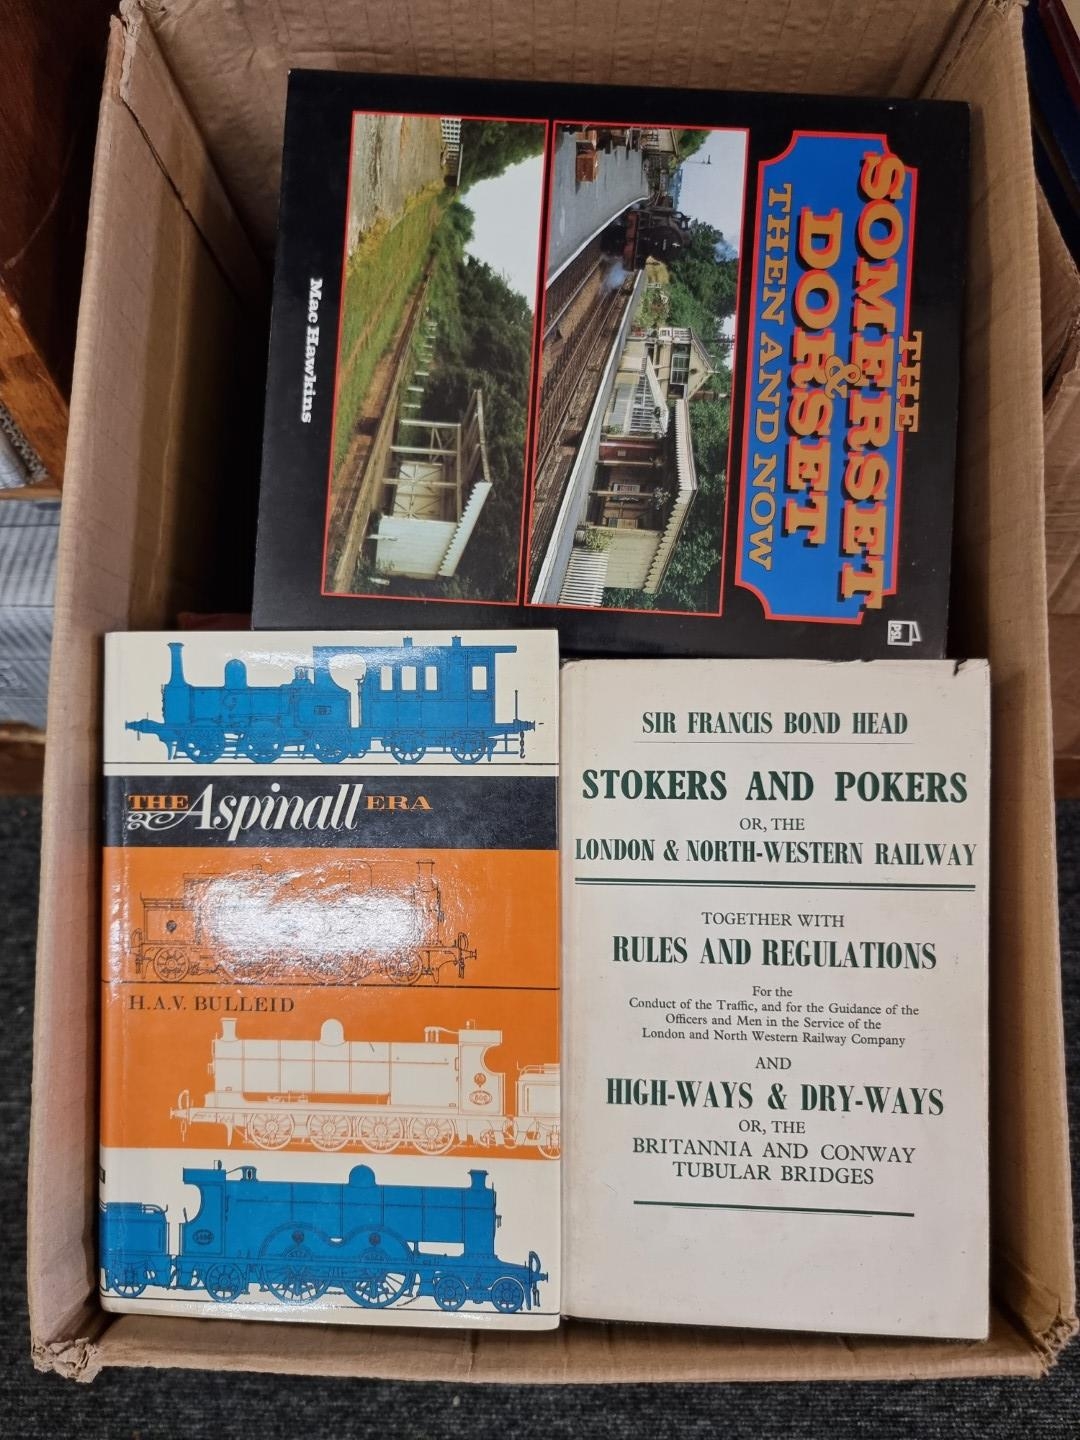 THE
SOMERSET
& DORSET
THEN AND NOW
Mac Hawkins
PSL
THE Aspinall ERA
H.A.V. BULLEID
SIR FRANCIS BOND HEAD
STOKERS AND POKERS
OR, THE
LONDON & NORTH-WESTERN RAILWAY
TOGETHER WITH
RULES AND REGULATIONS
For the
Conduct of the Traffic, and for the Guidance of the
Officers and Men in the Service of the
London and North Western Railway Company
AND
HIGH-WAYS & DRY-WAYS
OR, THE
BRITANNIA AND CONWAY
TUBULAR BRIDGES